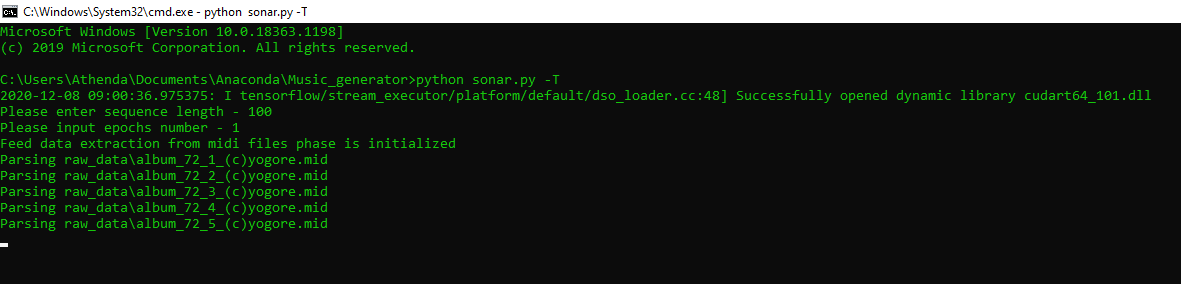 C:\Windows\System32\cmd.exe - python sonar.py -T
Microsoft Windows [Version 10.0.18363.1198]
(c) 2019 Microsoft Corporation. All rights reserved.
C:\Users\Athenda\Documents\Anaconda\Music_generator>python sonar.py -T
2020-12-08 09:00:36.975375: I tensorflow/stream_executor/platform/default/dso_loader.cc:48] Successfully opened dynamic library cudart64_101.dll
Please enter sequence length - 100
Please input epochs number - 1
Feed data extraction from midi files phase is initialized
Parsing raw_data\album_72_1_(c)yogore.mid
Parsing raw_data\album_72_2_(c)yogore.mid
Parsing raw_data\album_72_3_(c)yogore.mid
Parsing raw_data\album_72_4_(c)yogore.mid
Parsing raw_data\album_72_5_(c)yogore.mid